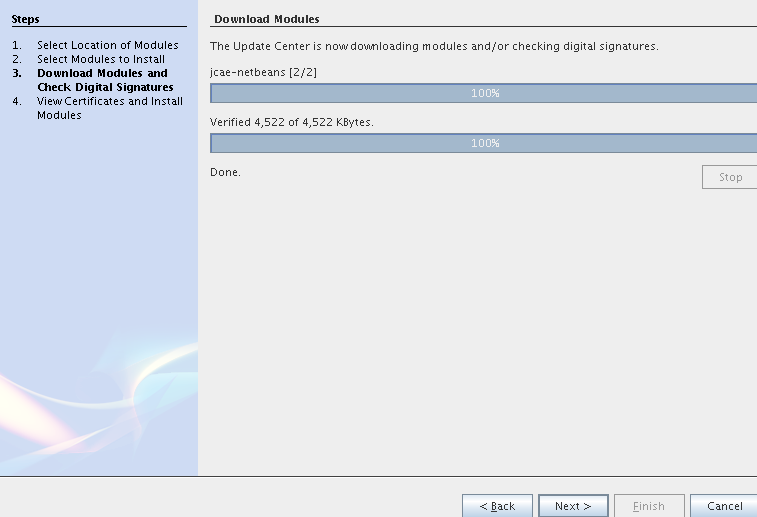 Steps
1. Select Location of Modules
2. Select Modules to Install
3. Download Modules and
Check Digital Signatures
4. View Certificates and Install
Modules
Download Modules
The Update Center is now downloading modules and/or checking digital signatures.
jcae-netbeans [2/2]
100%
Verified 4,522 of 4,522 KBytes.
100%
Done.
Stop
< Back
Next >
Finish
Cancel